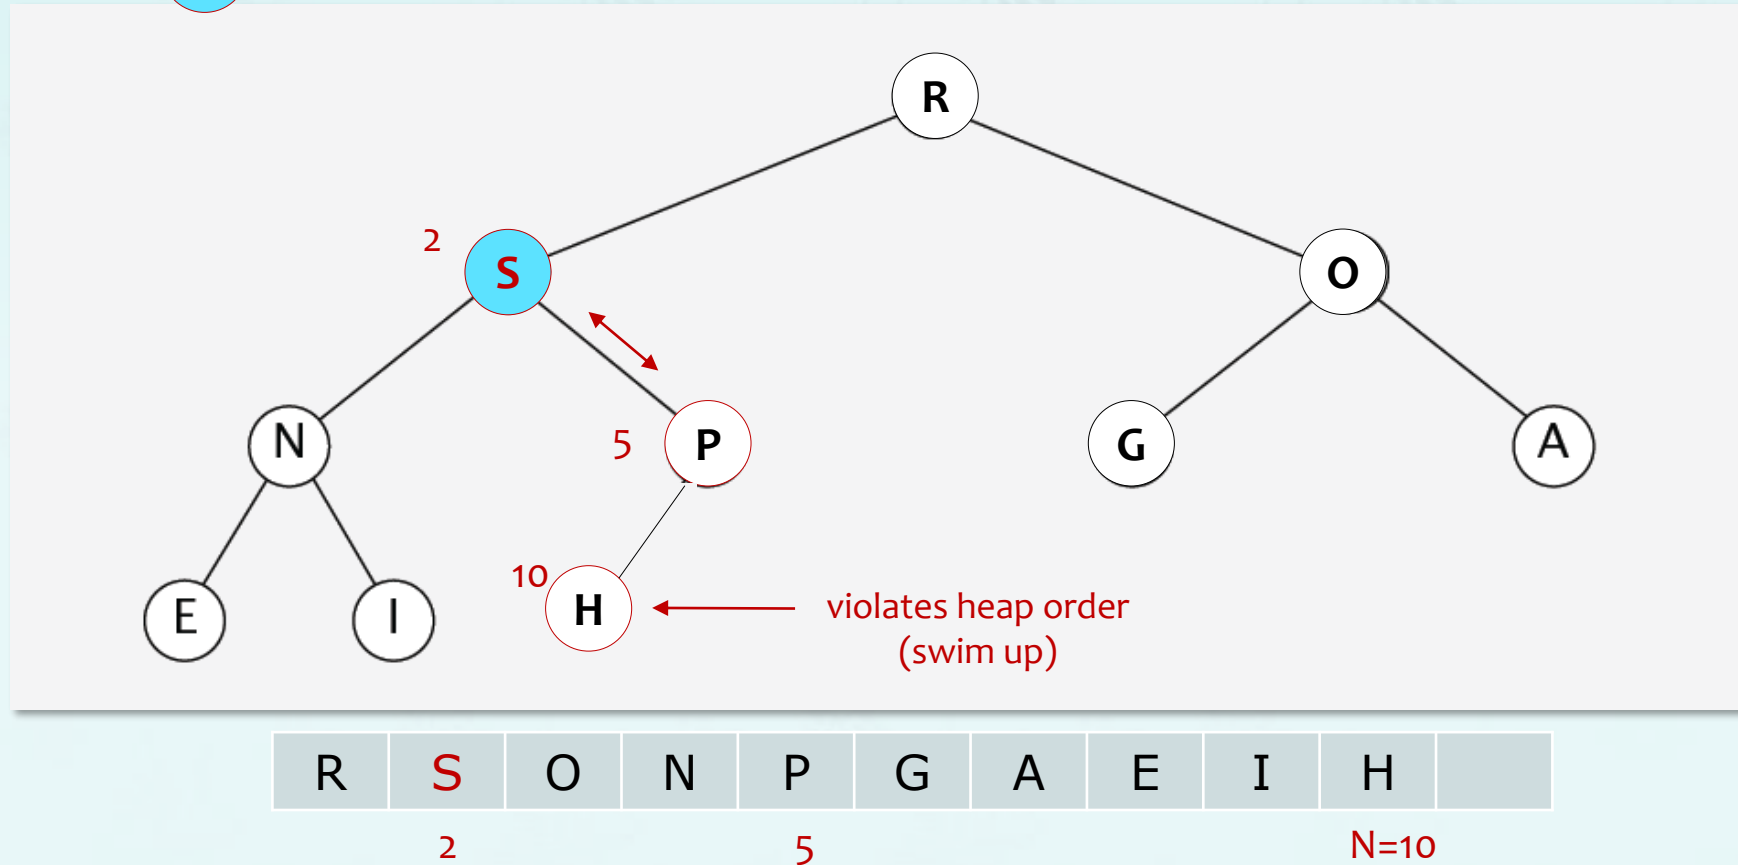 R
2 S O
N 5 P G A
E I 10 H violates heap order
(swim up)
R S O N P G A E I H
2 5 N=10